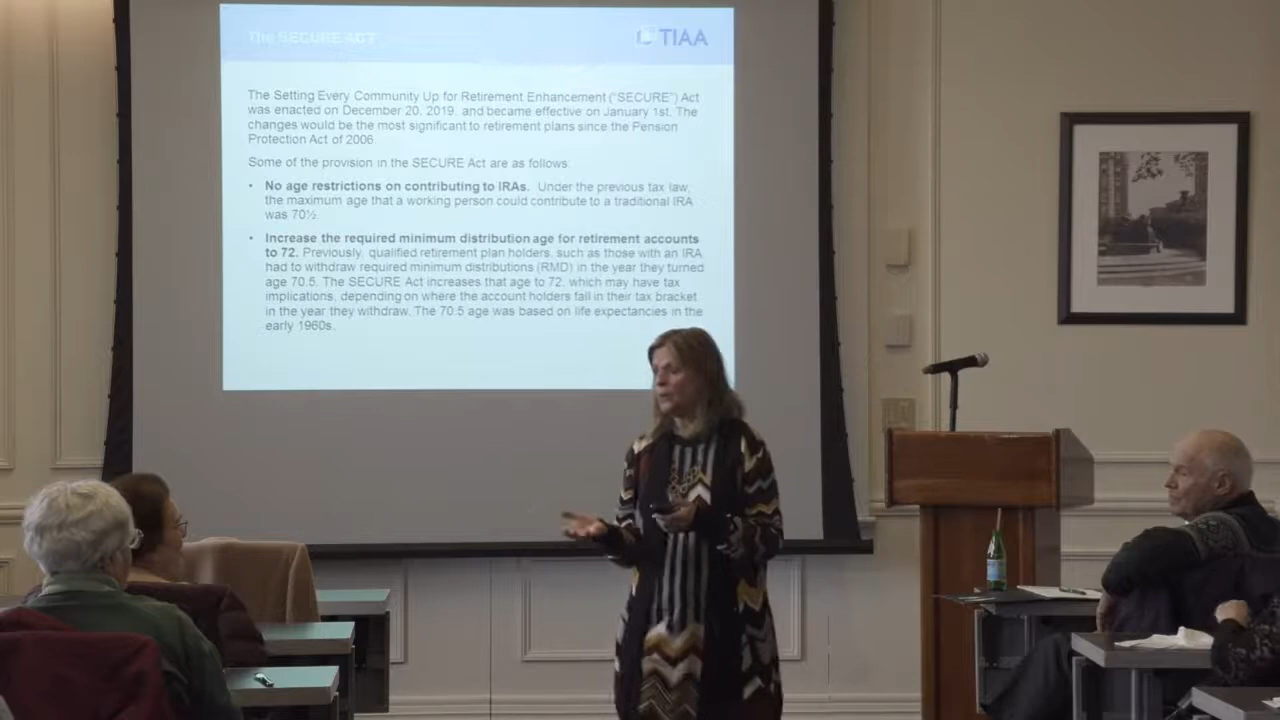 The SECURE ACT
TIAA
The Setting Every Community Up for Retirement Enhancement ("SECURE") Act
was enacted on December 20, 2019, and became effective on January 1st. The
changes would be the most significant to retirement plans since the Pension
Protection Act of 2006.
Some of the provision in the SECURE Act are as follows:
• No age restrictions on contributing to IRAs. Under the previous tax law,
the maximum age that a working person could contribute to a traditional IRA
was 70½.
• Increase the required minimum distribution age for retirement accounts
to 72. Previously, qualified retirement plan holders, such as those with an IRA
had to withdraw required minimum distributions (RMD) in the year they turned
age 70.5. The SECURE Act increases that age to 72, which may have tax
implications, depending on where the account holders fall in their tax bracket
in the year they withdraw. The 70.5 age was based on life expectancies in the
early 1960s.